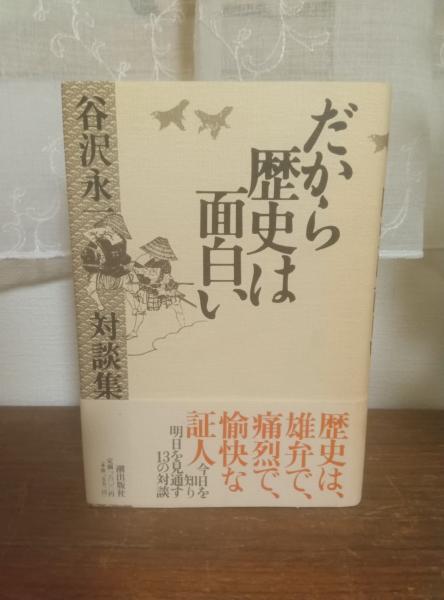 だから
歴史は
面白い
谷沢永一
対談集
歴史は、
雄弁で、
痛烈で、
愉快な
証人
今日を
知り
明日を見通す
13の対談
潮出版社